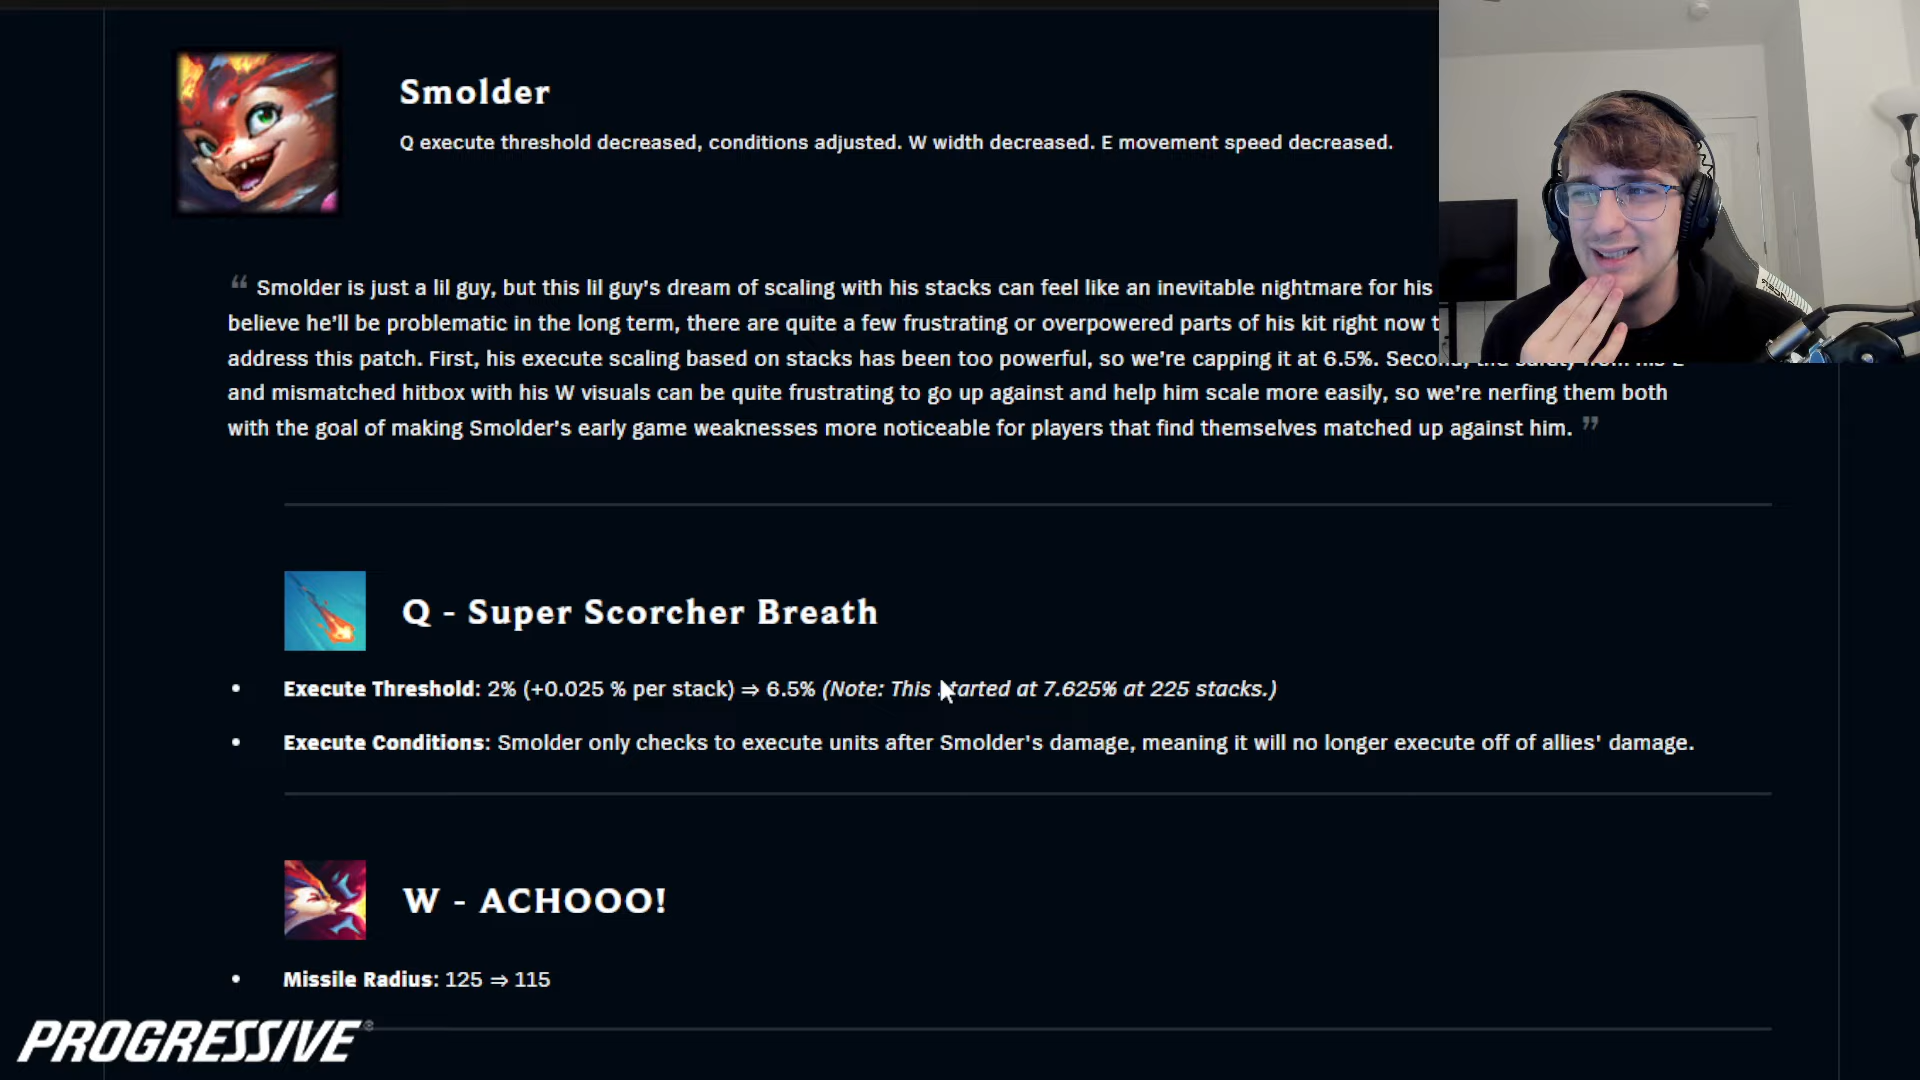 Smolder
Q execute threshold decreased, conditions adjusted. W width decreased. E movement speed decreased.
“ Smolder is just a lil guy, but this lil guy’s dream of scaling with his stacks can feel like an inevitable nightmare for his
believe he’ll be problematic in the long term, there are quite a few frustrating or overpowered parts of his kit right now
address this patch. First, his execute scaling based on stacks has been too powerful, so we’re capping it at 6.5%. Second, the safety from his E
and mismatched hitbox with his W visuals can be quite frustrating to go up against and help him scale more easily, so we’re nerfing them both
with the goal of making Smolder’s early game weaknesses more noticeable for players that find themselves matched up against him. ”
Q - Super Scorcher Breath
• Execute Threshold: 2% (+0.025 % per stack) ⇒ 6.5% (Note: This started at 7.625% at 225 stacks.)
• Execute Conditions: Smolder only checks to execute units after Smolder's damage, meaning it will no longer execute off of allies' damage.
W - ACHOOO!
• Missile Radius: 125 ⇒ 115
PROGRESSIVE®